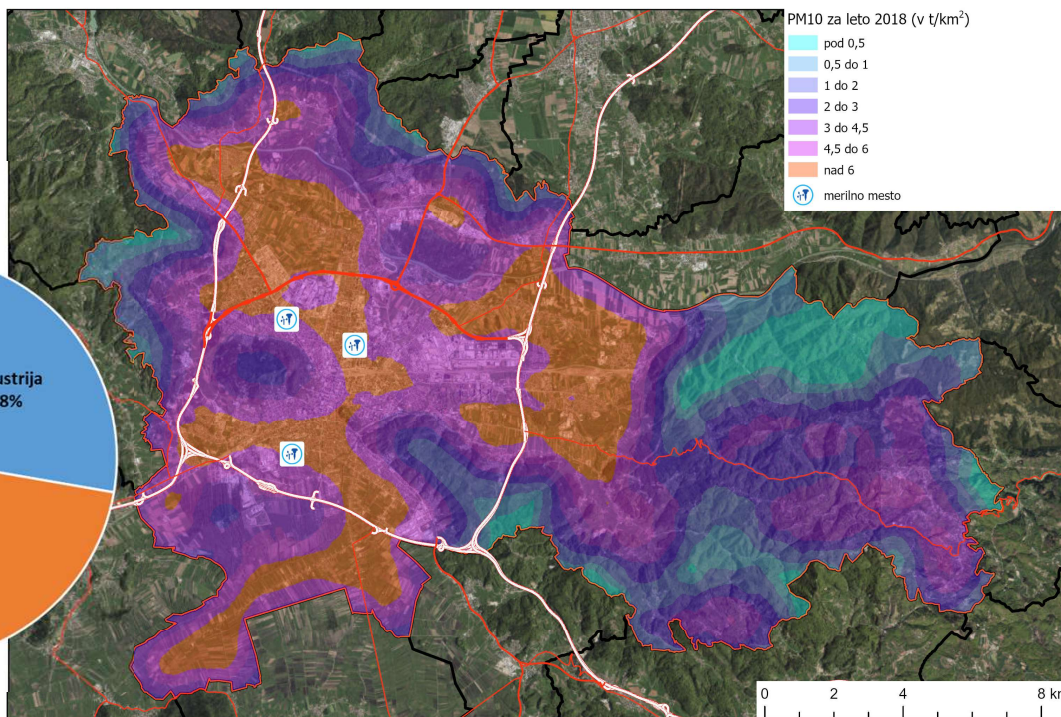 PM10 za leto 2018 (v t/km²)
pod 0,5
0,5 do 1
1 do 2
2 do 3
3 do 4,5
4,5 do 6
nad 6
merilno mesto
ustrija
8%
0 2 4 8 km